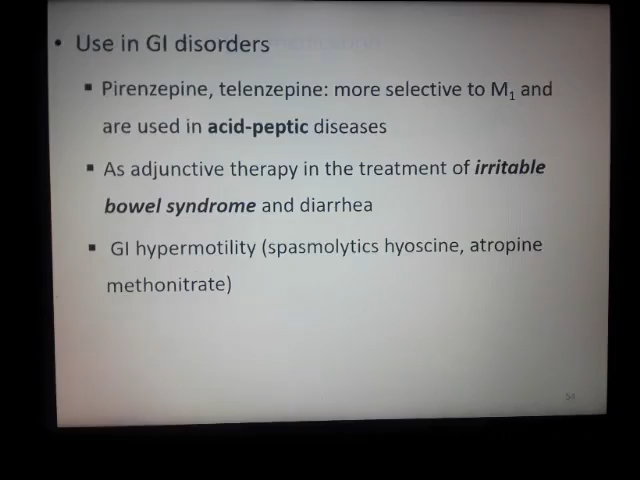 • Use in GI disorders
▪ Pirenzepine, telenzepine: more selective to M₁ and
are used in acid-peptic diseases
▪ As adjunctive therapy in the treatment of irritable
bowel syndrome and diarrhea
▪ GI hypermotility (spasmolytics hyoscine, atropine
methonitrate)
54